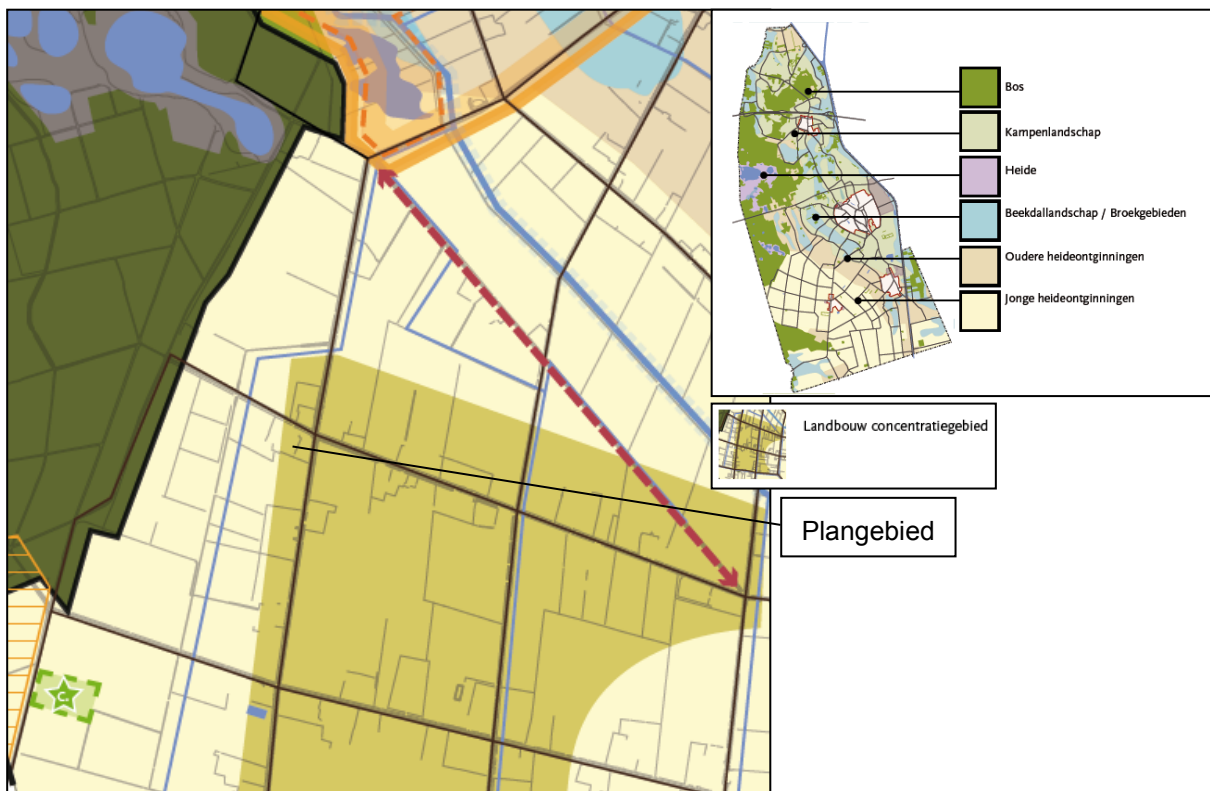 Bos
Kampenlandschap
Heide
Beekdallandschap / Broekgebieden
Oudere heideontginningen
Jonge heideontginningen
Landbouw concentratiegebied
Plangebied
C.